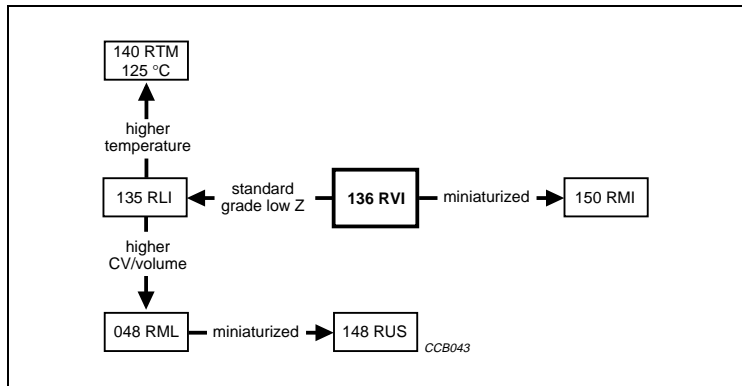 140 RTM
125 °C
higher
temperature
135 RLI
standard
grade low Z
136 RVI
miniaturized
150 RMI
higher
CV/volume
048 RML
miniaturized
148 RUS
CCB043